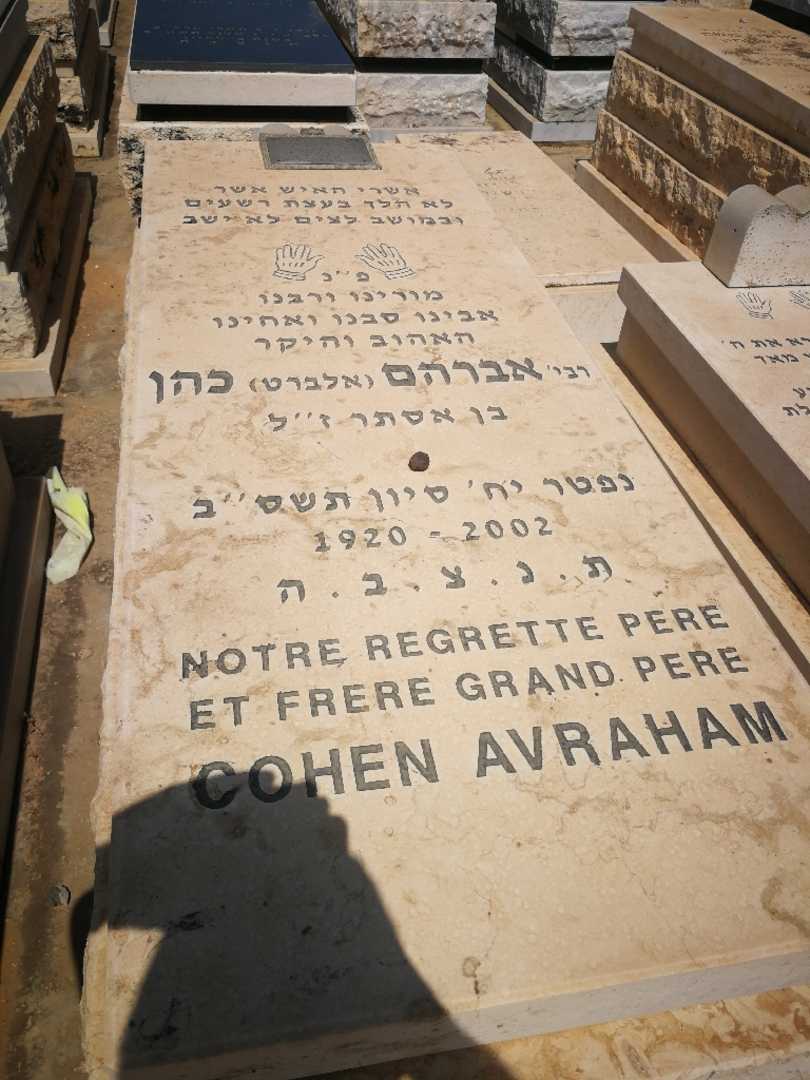 אשרי האיש אשר
לא הלך בעצת רשעים
ובמושב לצים לא ישב
פ״נ
מורינו ורבנו
אבינו סבנו ואחינו
האהוב והיקר
רבי׳ אברהם (אלברט) כהן
בן אסתר ז״ל
נפטר יח׳ סיון תשס״ב
1920 - 2002
ת . נ . צ . ב . ה
NOTRE REGRETTE PERE
ET FRERE GRAND PERE
COHEN AVRAHAM
את ה׳
מאד